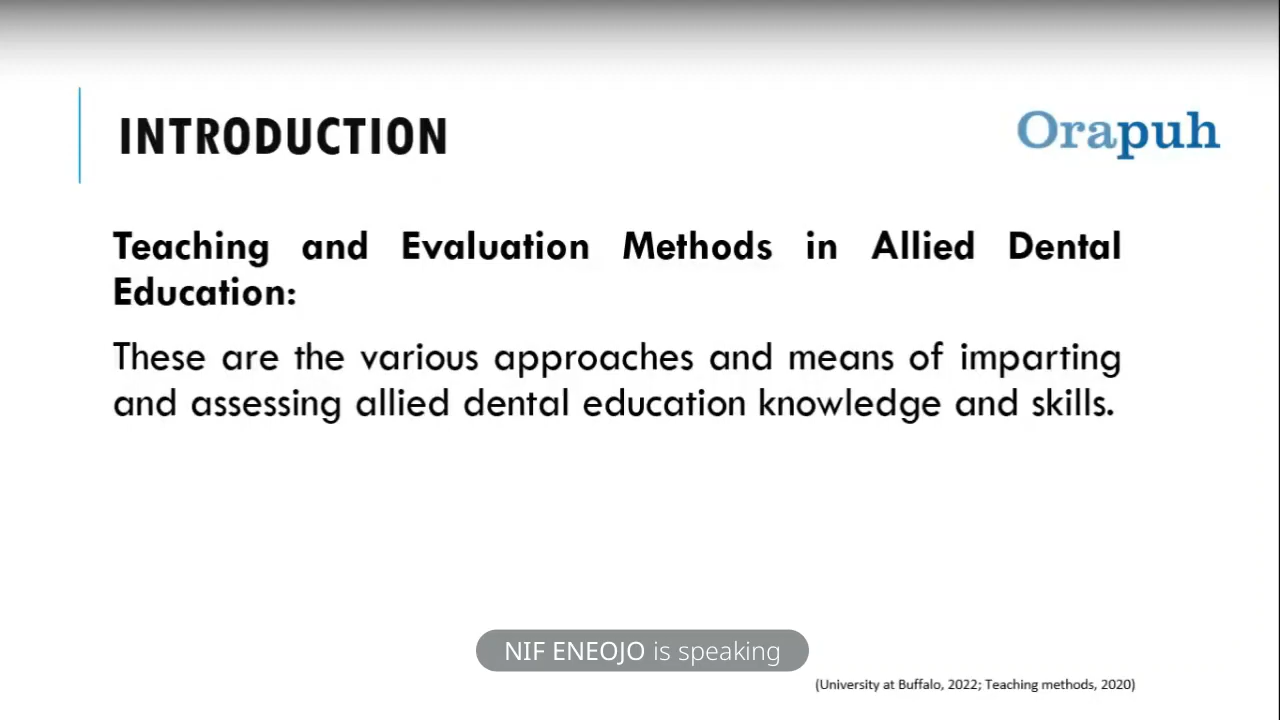 INTRODUCTION
Orapuh
Teaching and Evaluation Methods in Allied Dental
Education:
These are the various approaches and means of imparting
and assessing allied dental education knowledge and skills.
NIF ENEOJO is speaking
(University at Buffalo, 2022; Teaching methods, 2020)